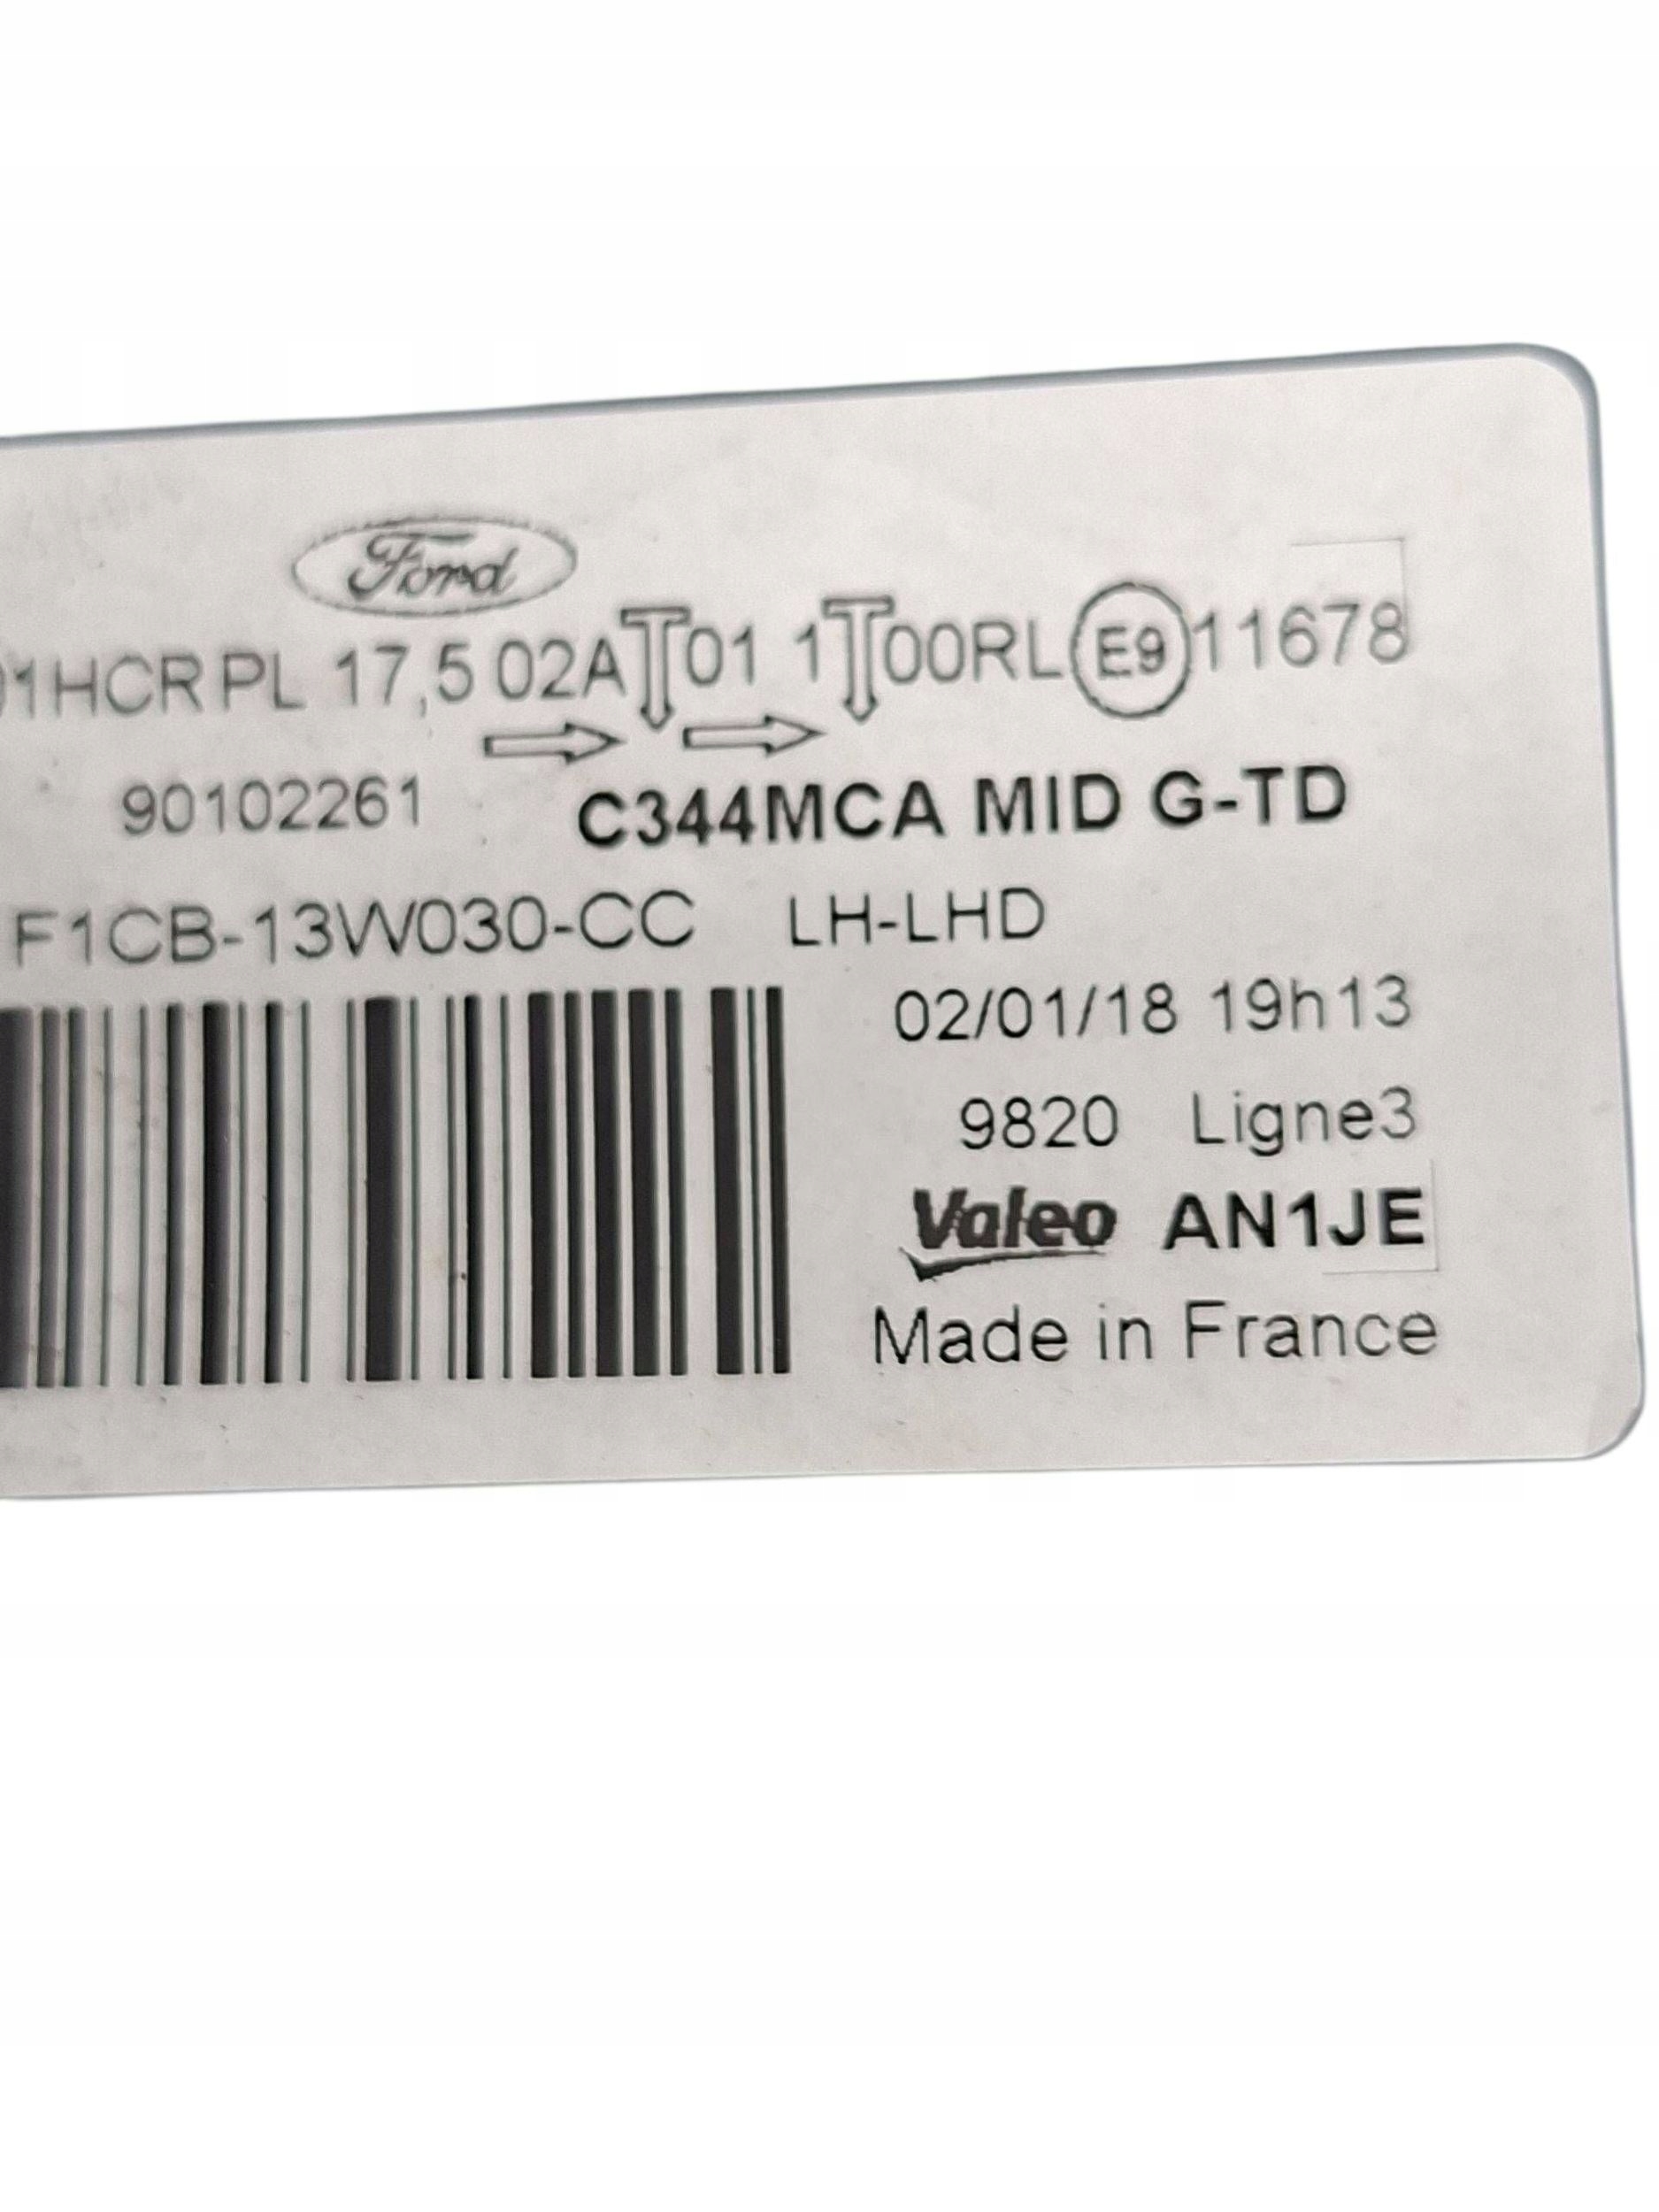 Ford
01HCR PL 17,5 02A 01 1 00RL E9 11678
90102261 C344MCA MID G-TD
F1CB-13W030-CC LH-LHD
02/01/18 19h13
9820 Ligne3
Valeo AN1JE
Made in France